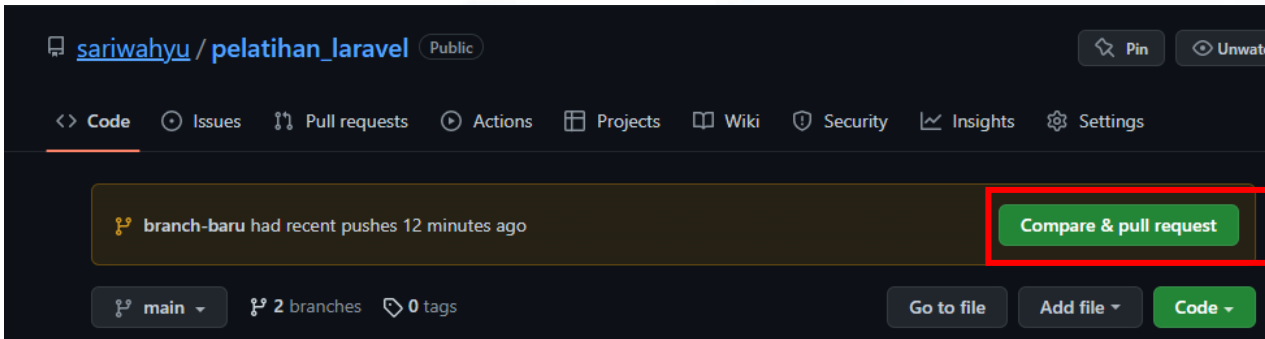 sariwahyu / pelatihan_laravel Public Pin Unwatc
Code Issues Pull requests Actions Projects Wiki Security Insights Settings
branch-baru had recent pushes 12 minutes ago Compare & pull request
main 2 branches 0 tags Go to file Add file Code